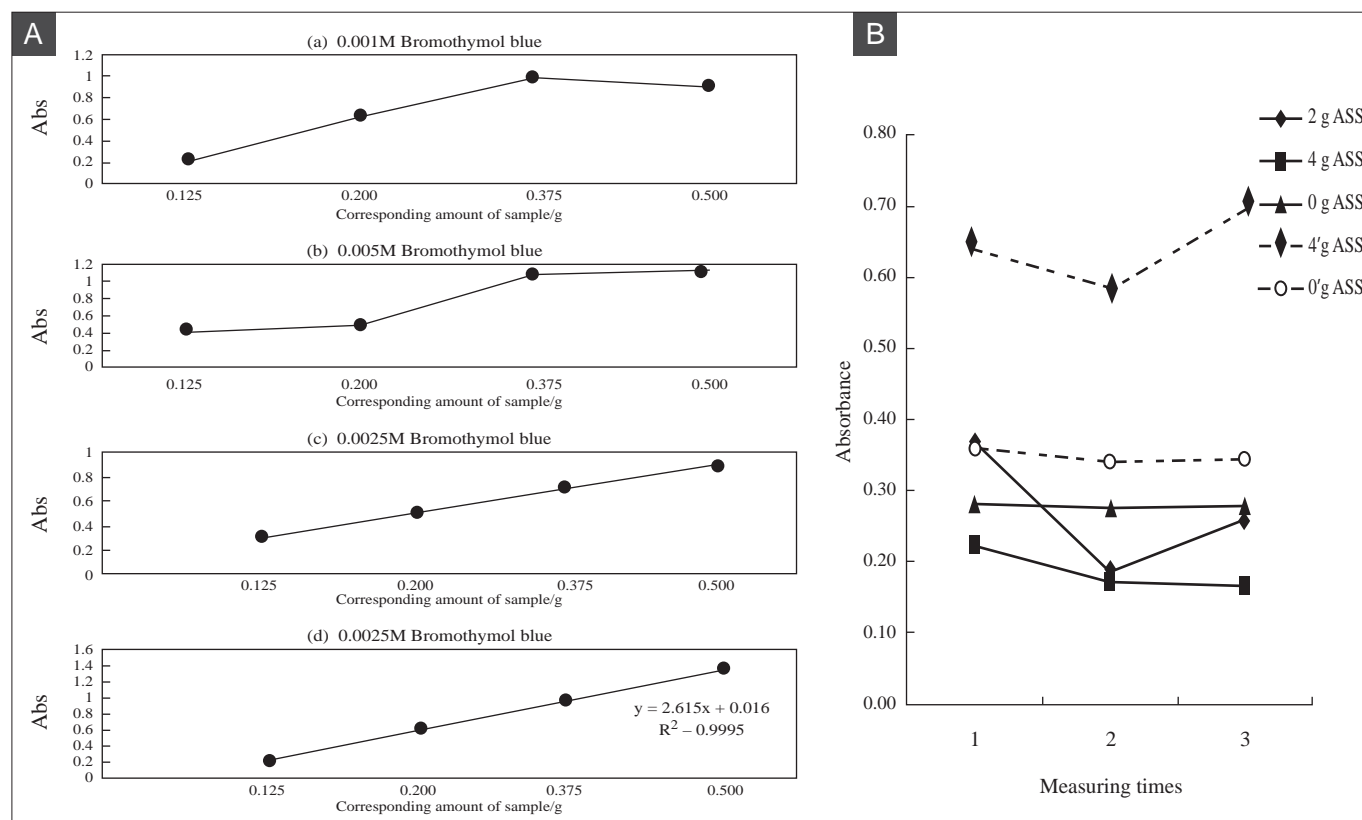 A
(a) 0.001M Bromothymol blue
1.2
1
0.8
0.6
0.4
0.2
0
Abs
0.125 0.200 0.375 0.500
Corresponding amount of sample/g
(b) 0.005M Bromothymol blue
1.2
1
0.8
0.6
0.4
0.2
0
Abs
0.125 0.200 0.375 0.500
Corresponding amount of sample/g
(c) 0.0025M Bromothymol blue
1
0.8
0.6
0.4
0.2
0
Abs
0.125 0.200 0.375 0.500
Corresponding amount of sample/g
(d) 0.0025M Bromothymol blue
1.6
1.4
1.2
1
0.8
0.6
0.4
0.2
0
Abs
y = 2.615x + 0.016
R² – 0.9995
0.125 0.200 0.375 0.500
Corresponding amount of sample/g
B
2 g ASS
4 g ASS
0 g ASS
4'g ASS
0'g ASS
0.80
0.70
0.60
0.50
0.40
0.30
0.20
0.10
0.00
Absorbance
1 2 3
Measuring times